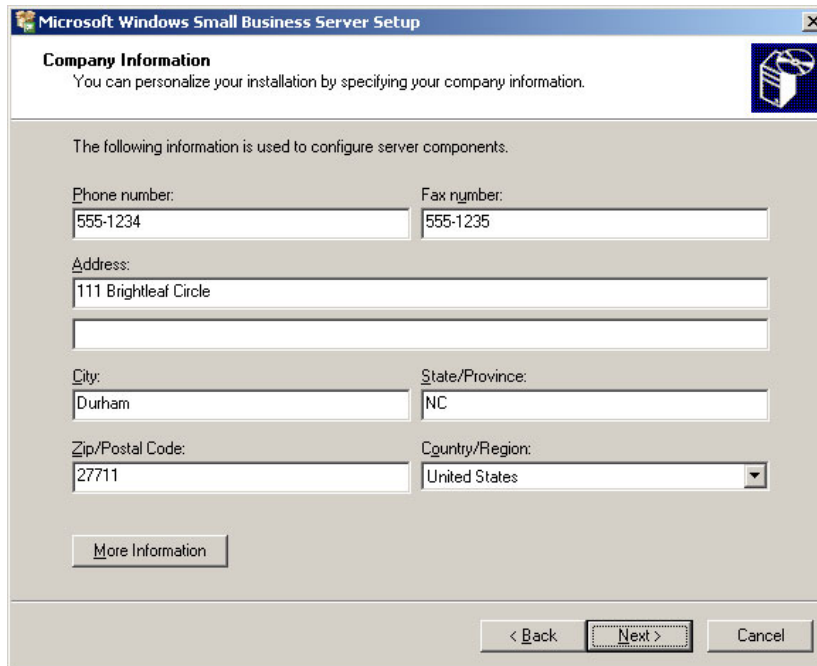 Microsoft Windows Small Business Server Setup
Company Information
You can personalize your installation by specifying your company information.
The following information is used to configure server components.
Phone number: Fax number:
555-1234 555-1235
Address:
111 Brightleaf Circle
City: State/Province:
Durham NC
Zip/Postal Code: Country/Region:
27711 United States
More Information
< Back Next > Cancel